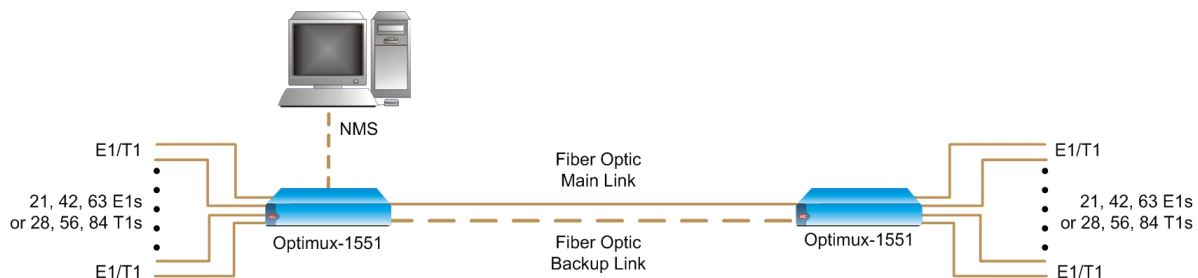 NMS
E1/T1
21, 42, 63 E1s
or 28, 56, 84 T1s
E1/T1
Optimux-1551
Fiber Optic
Main Link
Fiber Optic
Backup Link
Optimux-1551
E1/T1
21, 42, 63 E1s
or 28, 56, 84 T1s
E1/T1